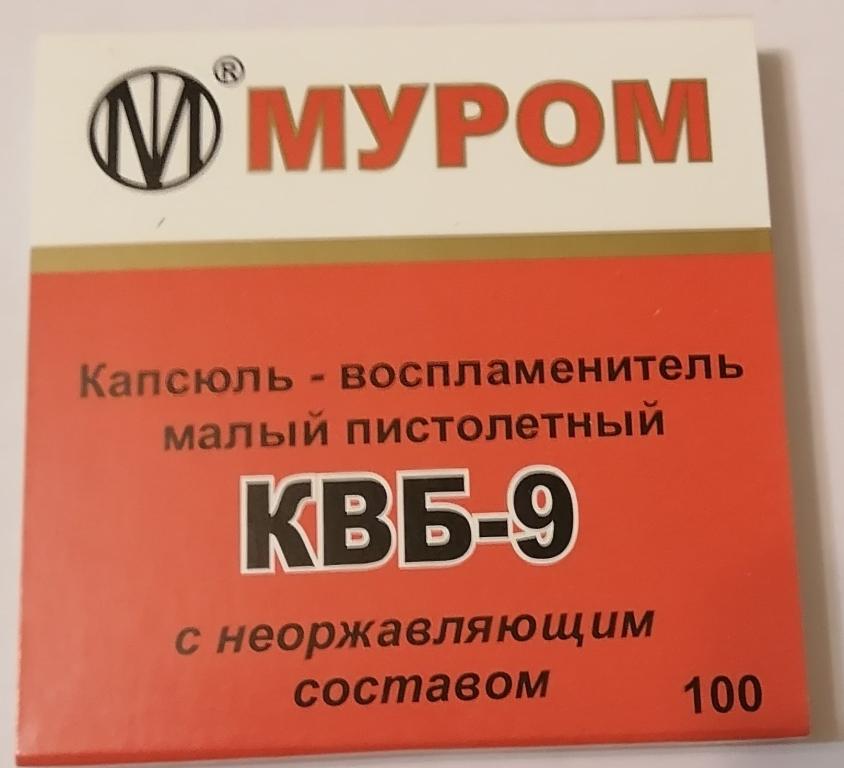 ® МУРОМ
Капсюль - воспламенитель
малый пистолетный
КВБ-9
с неоржавляющим
составом
100